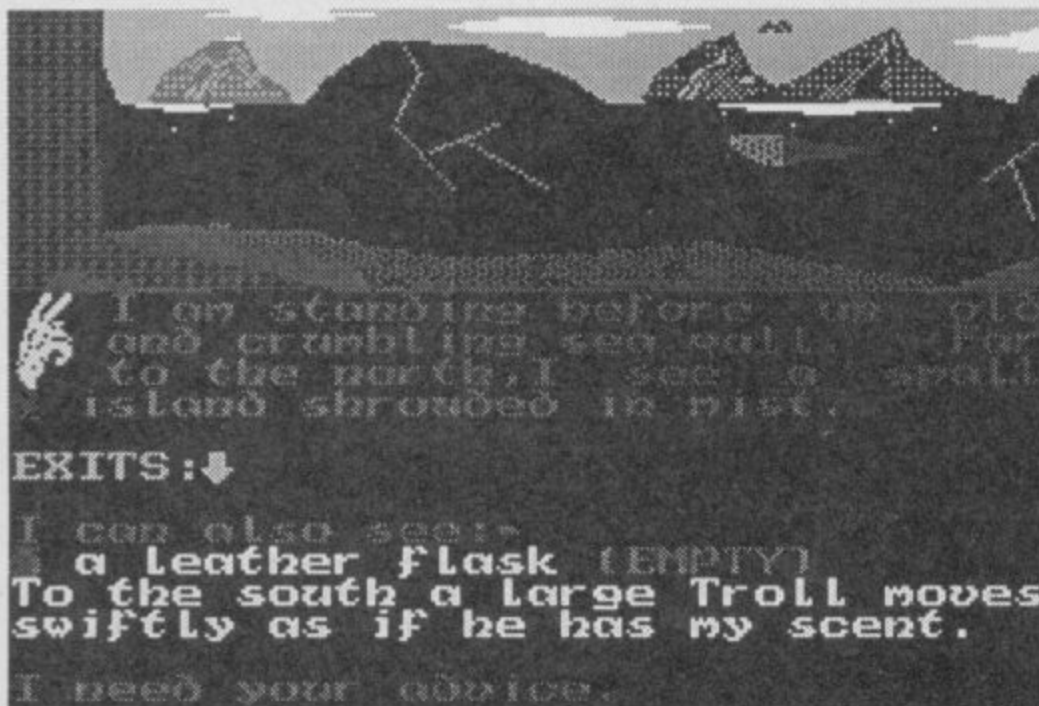 I am standing before an old
and crumbling sea wall. Far
to the north,I see a small
island shrouded in mist.
EXITS:
I can also see:-
a leather flask (EMPTY)
To the south a large Troll moves
swiftly as if he has my scent.
I need your advice.